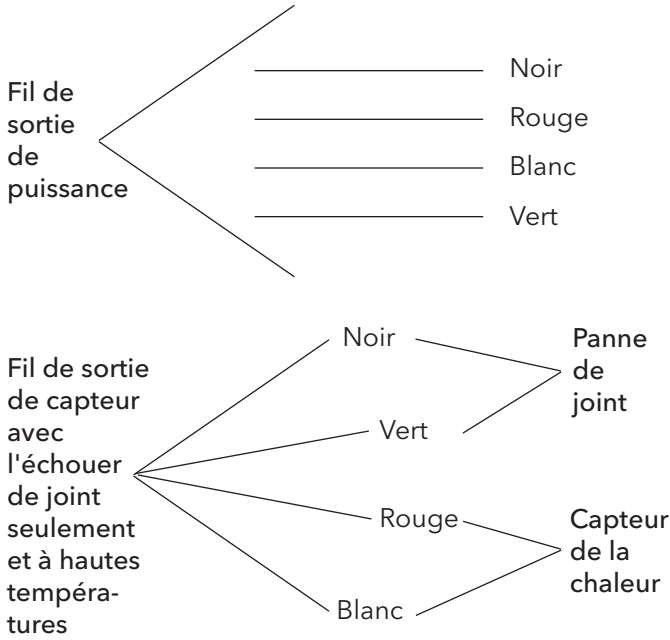 Fil de
sortie
de
puissance
Noir
Rouge
Blanc
Vert
Fil de sortie
de capteur
avec
l'échouer
de joint
seulement
et à hautes
tempéra-
tures
Noir
Vert
Rouge
Blanc
Panne
de
joint
Capteur
de la
chaleur